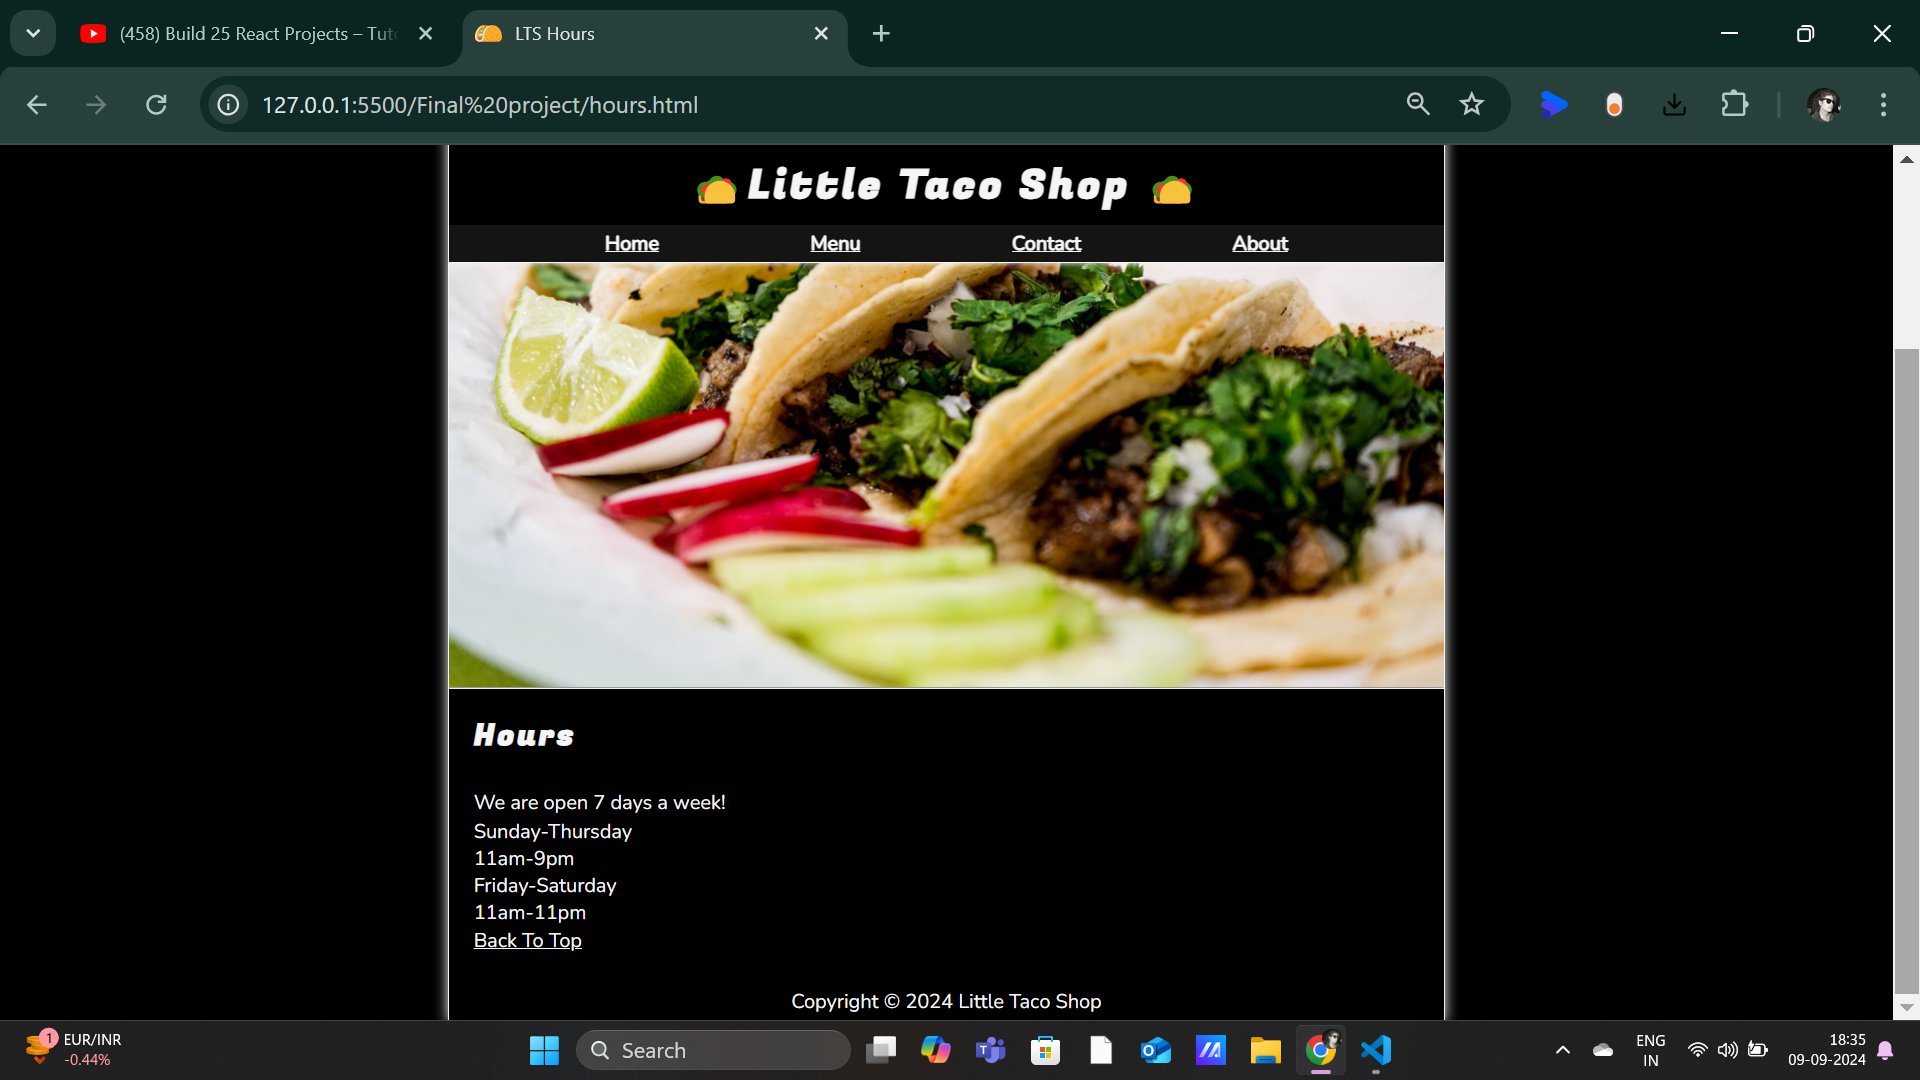 (458) Build 25 React Projects – Tuto
LTS Hours
127.0.0.1:5500/Final%20project/hours.html
Little Taco Shop
Home Menu Contact About
Hours
We are open 7 days a week!
Sunday-Thursday
11am-9pm
Friday-Saturday
11am-11pm
Back To Top
Copyright © 2024 Little Taco Shop
1
EUR/INR
-0.44%
Search
ENG
IN
18:35
09-09-2024